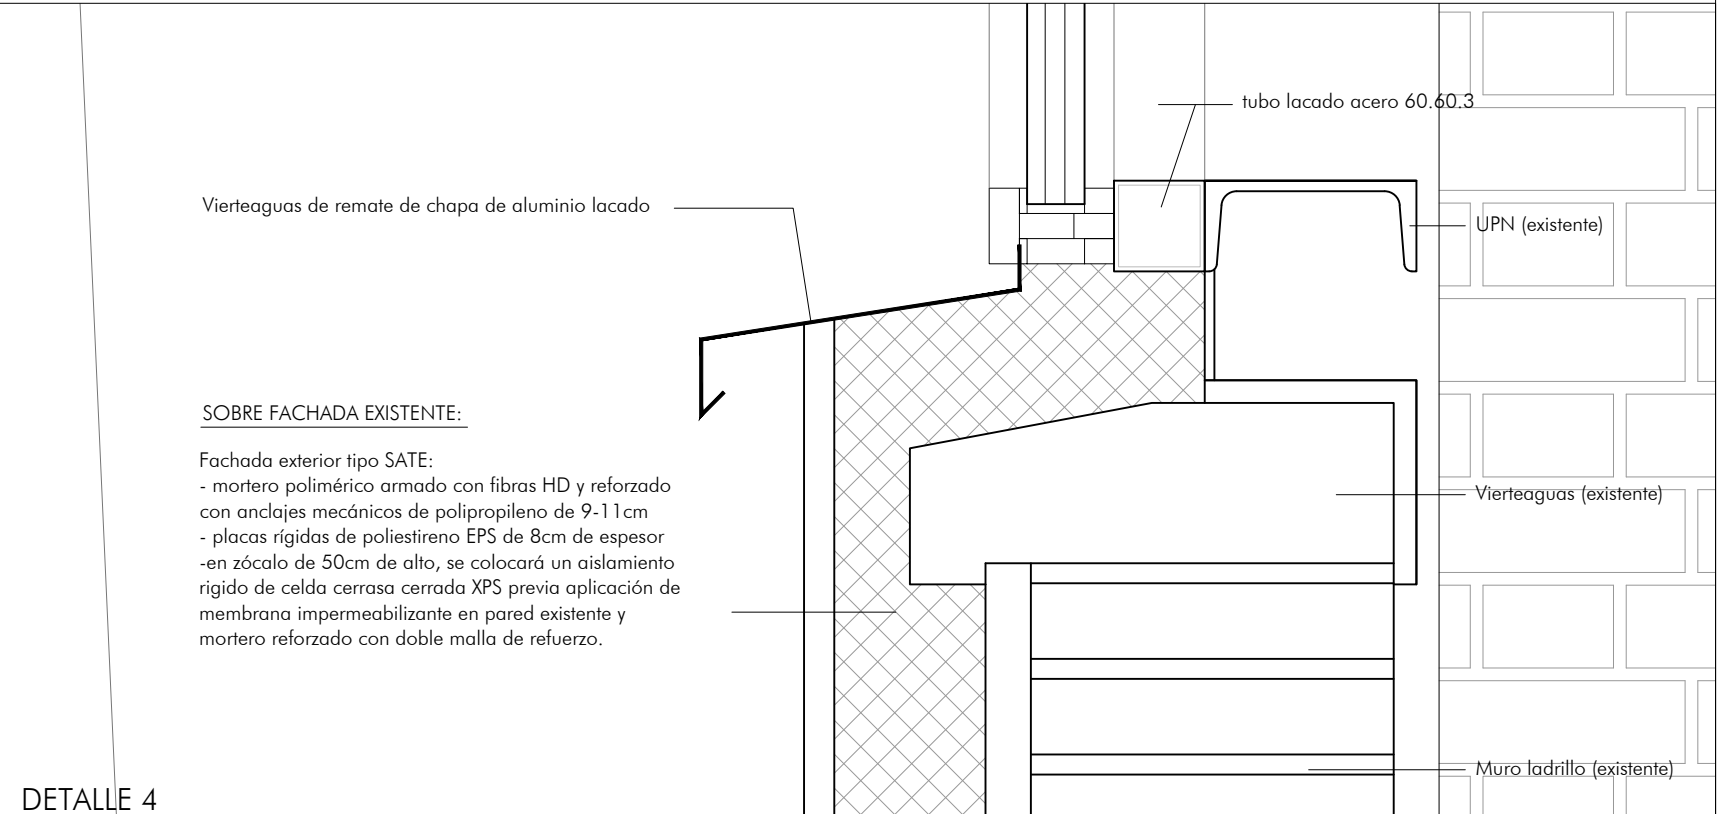 tubo lacado acero 60.60.3
Vierteaguas de remate de chapa de aluminio lacado
UPN (existente)
SOBRE FACHADA EXISTENTE:
Fachada exterior tipo SATE:
- mortero polimérico armado con fibras HD y reforzado
con anclajes mecánicos de polipropileno de 9-11cm
- placas rígidas de poliestireno EPS de 8cm de espesor
-en zócalo de 50cm de alto, se colocará un aislamiento
rigido de celda cerrasa cerrada XPS previa aplicación de
membrana impermeabilizante en pared existente y
mortero reforzado con doble malla de refuerzo.
Vierteaguas (existente)
Muro ladrillo (existente)
DETALLE 4